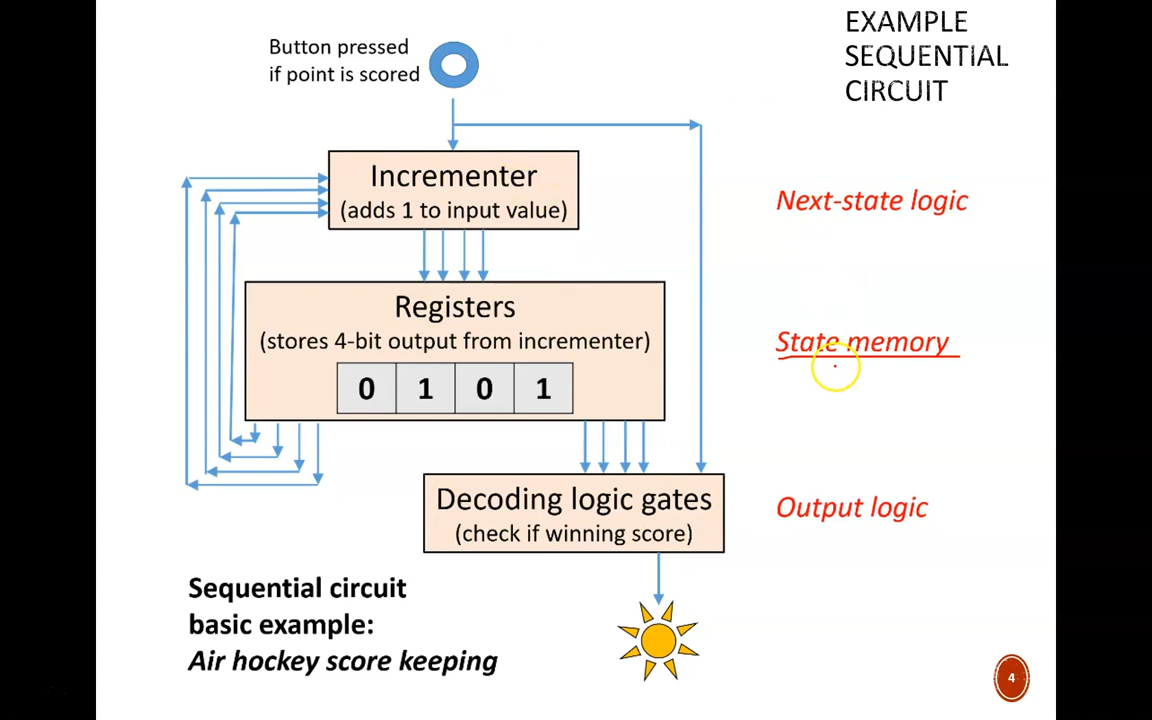 EXAMPLE
SEQUENTIAL
CIRCUIT
Button pressed
if point is scored
Incrementer
(adds 1 to input value)
Next-state logic
Registers
(stores 4-bit output from incrementer)
0 1 0 1
State memory
Decoding logic gates
(check if winning score)
Output logic
Sequential circuit
basic example:
Air hockey score keeping
4